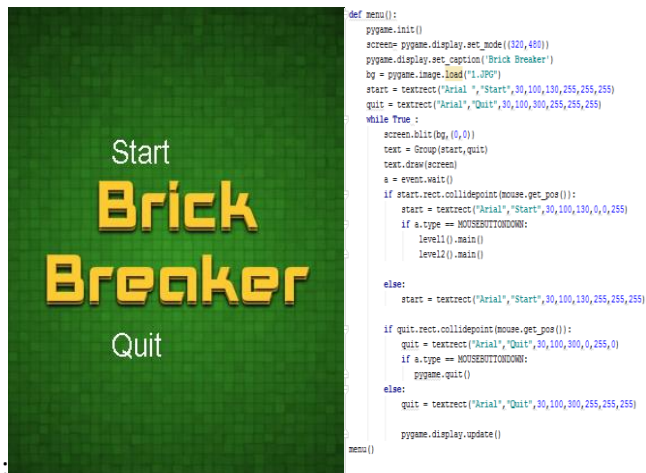 Start
Brick
Breaker
Quit
def menu():
    pygame.init()
    screen= pygame.display.set_mode((320,480))
    pygame.display.set_caption('Brick Breaker')
    bg = pygame.image.load("1.JPG")
    start = textrect("Arial ","Start",30,100,130,255,255,255)
    quit = textrect("Arial","Quit",30,100,300,255,255,255)
    while True :
        screen.blit(bg,(0,0))
        text = Group(start,quit)
        text.draw(screen)
        a = event.wait()
        if start.rect.collidepoint(mouse.get_pos()):
            start = textrect("Arial","Start",30,100,130,0,0,255)
            if a.type == MOUSEBUTTONDOWN:
                level1().main()
                level2().main()
        else:
            start = textrect("Arial","Start",30,100,130,255,255,255)
        if quit.rect.collidepoint(mouse.get_pos()):
            quit = textrect("Arial","Quit",30,100,300,0,255,0)
            if a.type == MOUSEBUTTONDOWN:
               pygame.quit()
        else:
            quit = textrect("Arial","Quit",30,100,300,255,255,255)
            pygame.display.update()
menu()